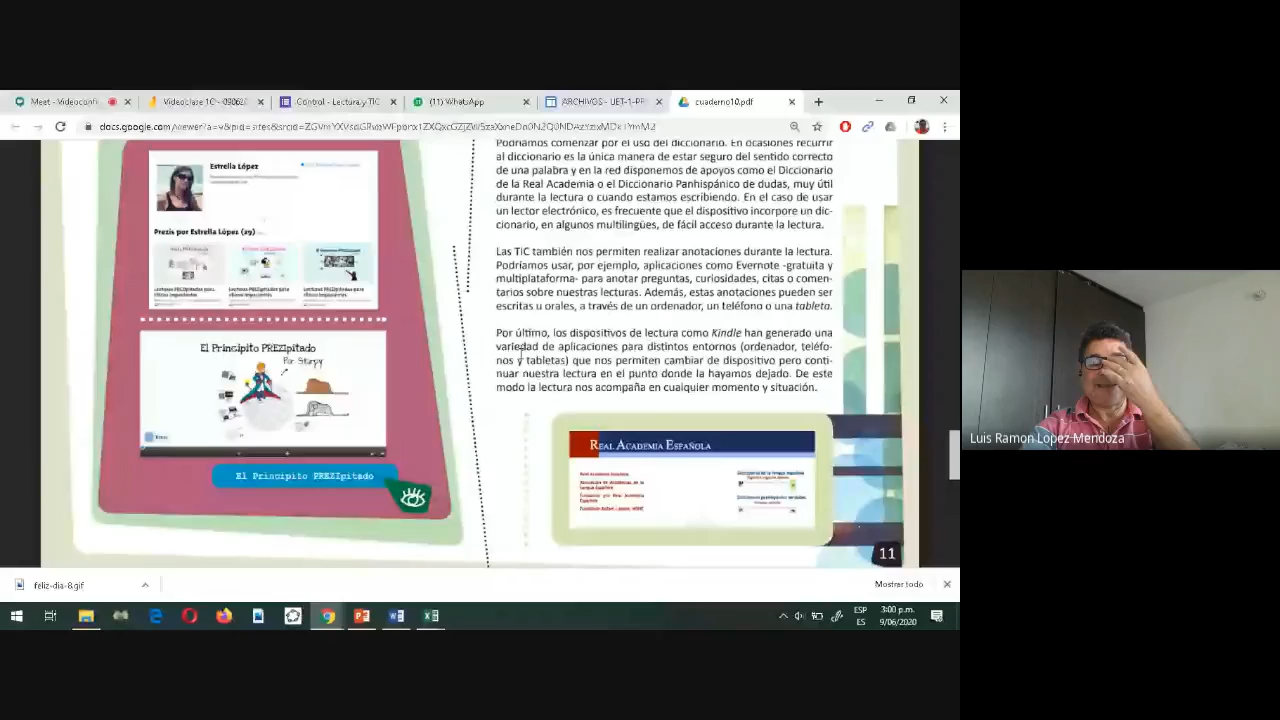 Meet - Videoconfi
Videoclase 10 - 09062
Control - Lectura y TIC
(11) WhatsApp
ARCHIVOS - UET-1-PR
cuaderno10.pdf
Estrella López
Prezis por Estrella López (29)
El Principito PREZIpitado
Por Sturpy
El Principito PREZIpitado
Podríamos comenzar por el uso del diccionario. En ocasiones recurrir
al diccionario es la única manera de estar seguro del sentido correcto
de una palabra y en la red disponemos de apoyos como el Diccionario
de la Real Academia o el Diccionario Panhispánico de dudas, muy útil
durante la lectura o cuando estamos escribiendo. En el caso de usar
un lector electrónico, es frecuente que el dispositivo incorpore un dic-
cionario, en algunos multilingües, de fácil acceso durante la lectura.
Las TIC también nos permiten realizar anotaciones durante la lectura.
Podríamos usar, por ejemplo, aplicaciones como Evernote -gratuita y
multiplataforma- para anotar preguntas, curiosidades, citas o comen-
tarios sobre nuestras lecturas. Además, estas anotaciones pueden ser
escritas u orales, a través de un ordenador, un teléfono o una tableta.
Por último, los dispositivos de lectura como Kindle han generado una
variedad de aplicaciones para distintos entornos (ordenador, teléfo-
nos y tabletas) que nos permiten cambiar de dispositivo pero conti-
nuar nuestra lectura en el punto donde la hayamos dejado. De este
modo la lectura nos acompaña en cualquier momento y situación.
REAL ACADEMIA ESPAÑOLA
11
Luis Ramon Lopez Mendoza
feliz-dia-8.gif
Mostrar todo
ESP
ES
3:00 p.m.
9/06/2020